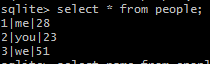 sqlite> select * from people;
1|me|28
2|you|23
3|we|51